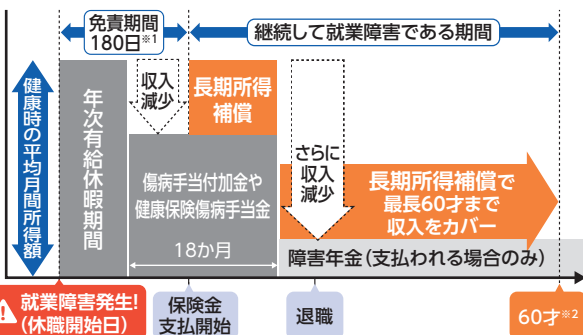 免責期間
180日※1
継続して就業障害である期間
健康時の平均月間所得額
年次有給休暇期間
収入
減少
長期所得
補償
傷病手当付加金や
健康保険傷病手当金
18か月
さらに
収入
減少
長期所得補償で
最長60才まで
収入をカバー
障害年金(支払われる場合のみ)
就業障害発生!
(休職開始日)
保険金
支払開始
退職
60才※2